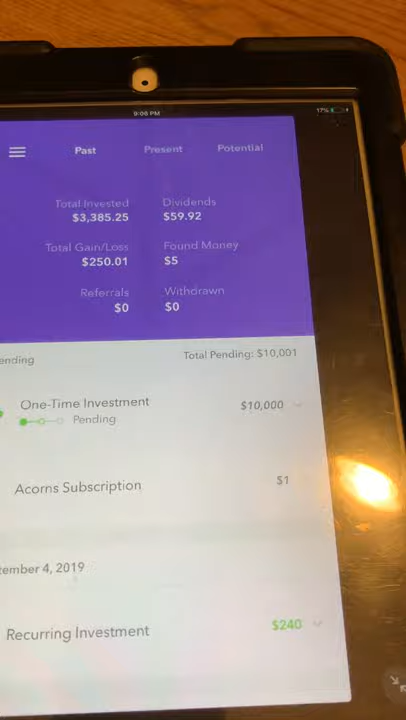 9:00 PM
17%
Past Present Potential
Total Invested Dividends
$3,385.25 $59.92
Total Gain/Loss Found Money
$250.01 $5
Referrals Withdrawn
$0 $0
ending Total Pending: $10,001
One-Time Investment $10,000
Pending
Acorns Subscription $1
tember 4, 2019
Recurring Investment $240